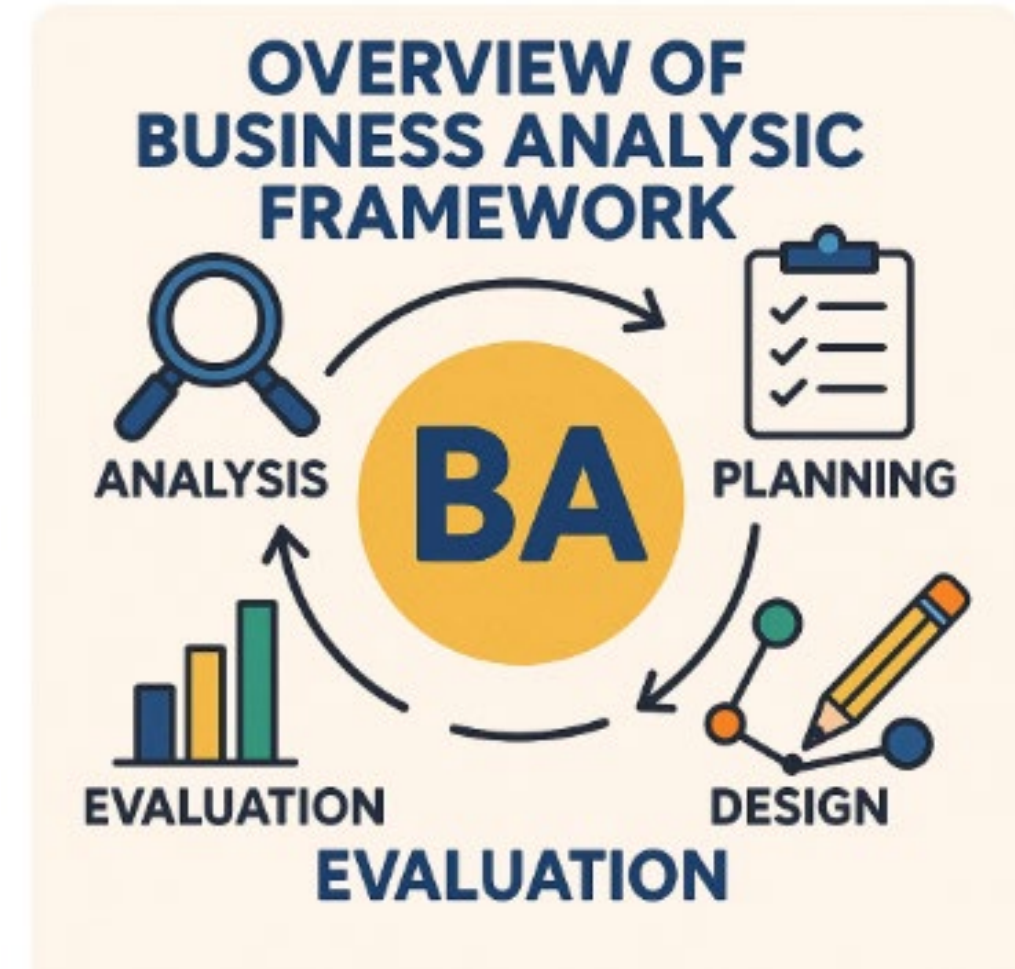 OVERVIEW OF
BUSINESS ANALYSIC
FRAMEWORK
ANALYSIS
PLANNING
BA
EVALUATION
DESIGN
EVALUATION